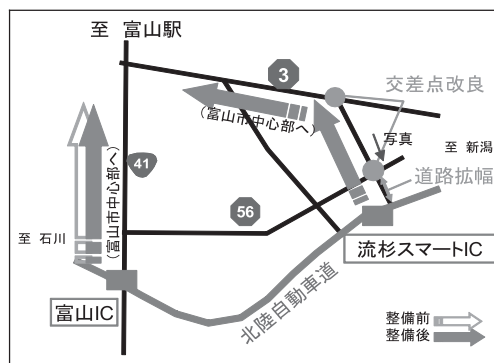 至 富山駅
3
交差点改良
(富山市中心部へ)
写真
至 新潟
41
道路拡幅
(富山市中心部へ)
56
至 石川
流杉スマートIC
北陸自動車道
富山IC
整備前
整備後